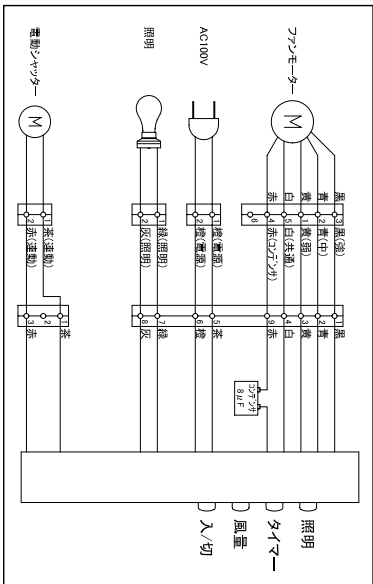 ファンモーター
M
黒 3 黒(強) 1 黒
青 2 青(中) 2 青
黄 1 黄(弱) 3 黄
白 5 白(共通) 4 白
赤 4 赤(コンデンサ) 9 赤
6
コンデンサ
8μF
照明
タイマー
風量
入/切
AC100V
1 橙(電源) 5 茶
2 橙(電源) 6 橙
照明
1 緑(照明) 7 緑
2 灰(照明) 8 灰
電動シャッター
M
1 茶(連動) 1 茶
2
2 赤(連動) 3 赤